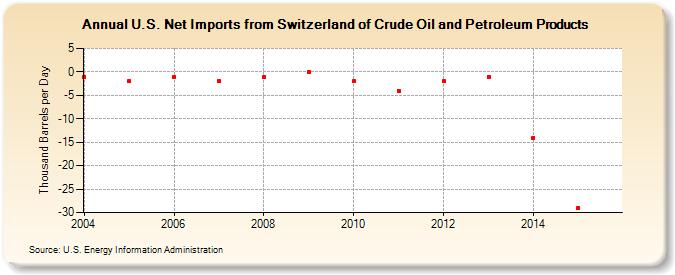 Annual U.S. Net Imports from Switzerland of Crude Oil and Petroleum Products
Thousand Barrels per Day
5
0
-5
-10
-15
-20
-25
-30
2004 2006 2008 2010 2012 2014
Source: U.S. Energy Information Administration